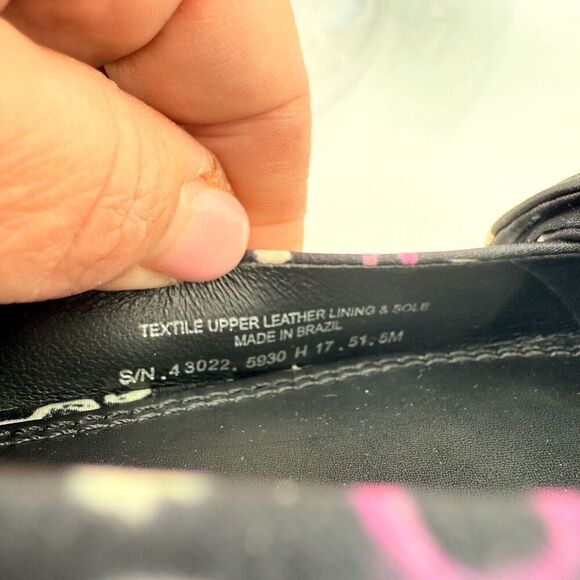 TEXTILE UPPER LEATHER LINING & SOLE
MADE IN BRAZIL
S/N .43022. 5930 H 17.51.5M